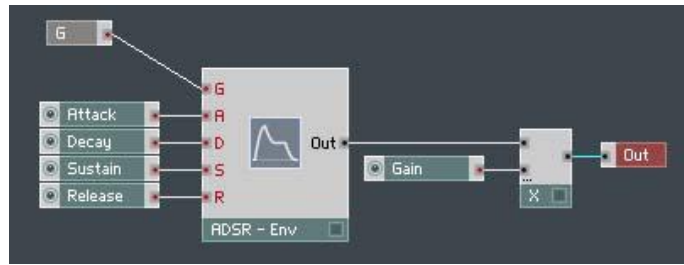 G
G
Attack
A
Decay
D
Out
Out
Sustain
S
Gain
...
Release
R
X
ADSR - Env